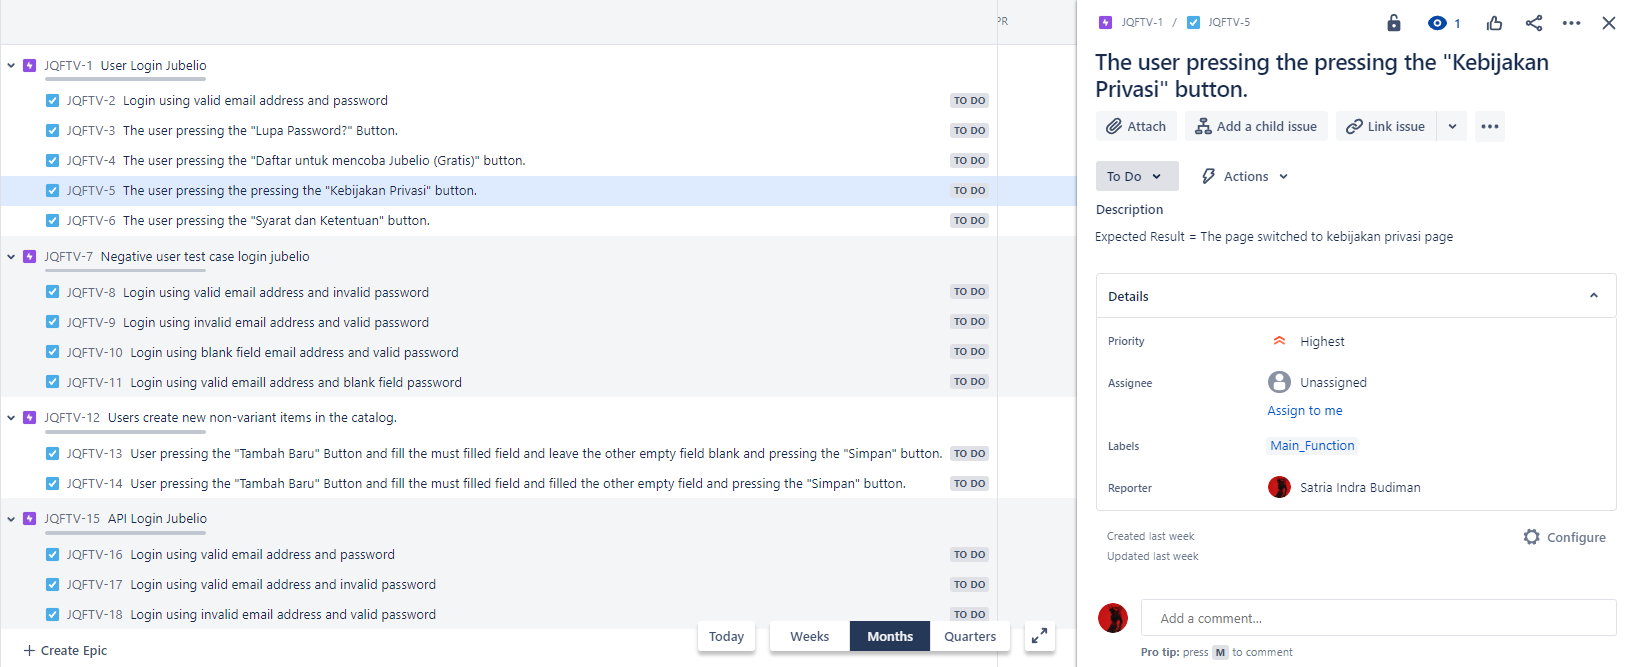 PR
JQFTV-1 User Login Jubelio
JQFTV-2 Login using valid email address and password TO DO
JQFTV-3 The user pressing the "Lupa Password?" Button. TO DO
JQFTV-4 The user pressing the "Daftar untuk mencoba Jubelio (Gratis)" button. TO DO
JQFTV-5 The user pressing the pressing the "Kebijakan Privasi" button. TO DO
JQFTV-6 The user pressing the "Syarat dan Ketentuan" button. TO DO
JQFTV-7 Negative user test case login jubelio
JQFTV-8 Login using valid email address and invalid password TO DO
JQFTV-9 Login using invalid email address and valid password TO DO
JQFTV-10 Login using blank field email address and valid password TO DO
JQFTV-11 Login using valid emaill address and blank field password TO DO
JQFTV-12 Users create new non-variant items in the catalog.
JQFTV-13 User pressing the "Tambah Baru" Button and fill the must filled field and leave the other empty field blank and pressing the "Simpan" button. TO DO
JQFTV-14 User pressing the "Tambah Baru" Button and fill the must filled field and filled the other empty field and pressing the "Simpan" button. TO DO
JQFTV-15 API Login Jubelio
JQFTV-16 Login using valid email address and password TO DO
JQFTV-17 Login using valid email address and invalid password TO DO
JQFTV-18 Login using invalid email address and valid password TO DO
Today Weeks Months Quarters
+ Create Epic
JQFTV-1 / JQFTV-5 1
The user pressing the pressing the "Kebijakan
Privasi" button.
Attach Add a child issue Link issue
To Do Actions
Description
Expected Result = The page switched to kebijakan privasi page
Details
Priority Highest
Assignee Unassigned
Assign to me
Labels Main_Function
Reporter Satria Indra Budiman
Created last week
Updated last week
Configure
Add a comment...
Pro tip: press M to comment